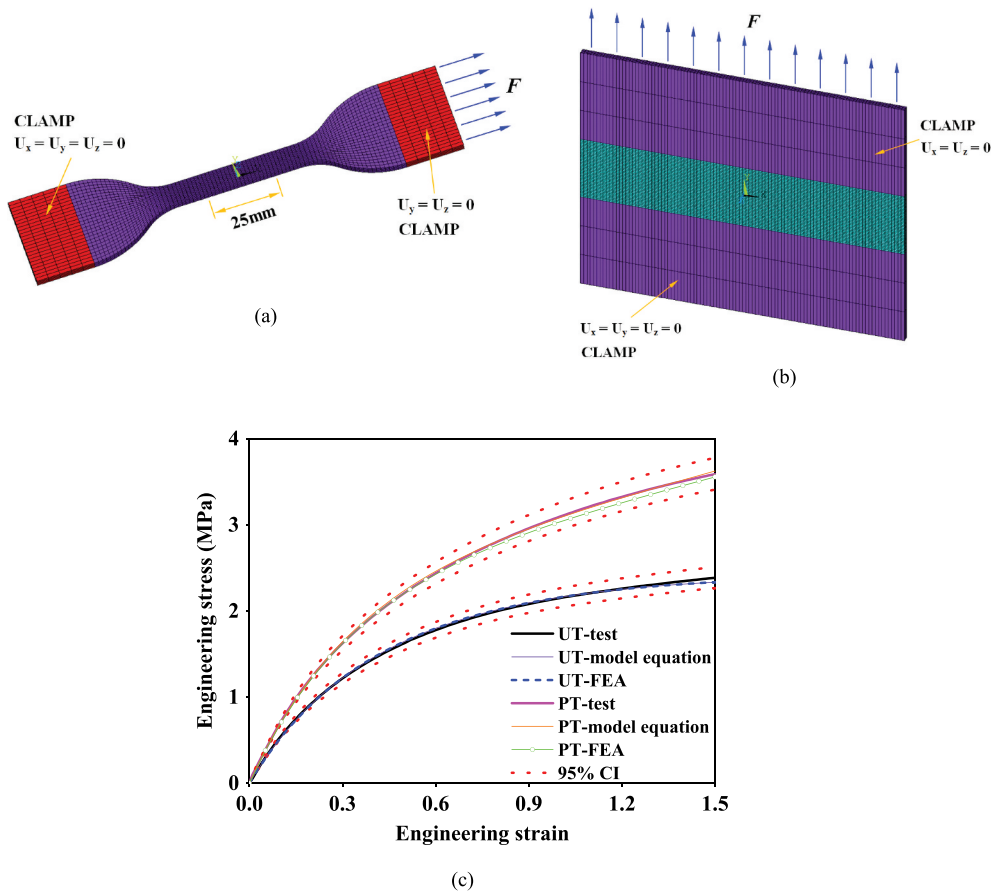 CLAMP
Ux = Uy = Uz = 0
F
25mm
Uy = Uz = 0
CLAMP
(a)
F
CLAMP
Ux = Uz = 0
Ux = Uy = Uz = 0
CLAMP
(b)
Engineering stress (MPa)
4
3
2
1
0
UT-test
UT-model equation
UT-FEA
PT-test
PT-model equation
PT-FEA
95% CI
0.0 0.3 0.6 0.9 1.2 1.5
Engineering strain
(c)